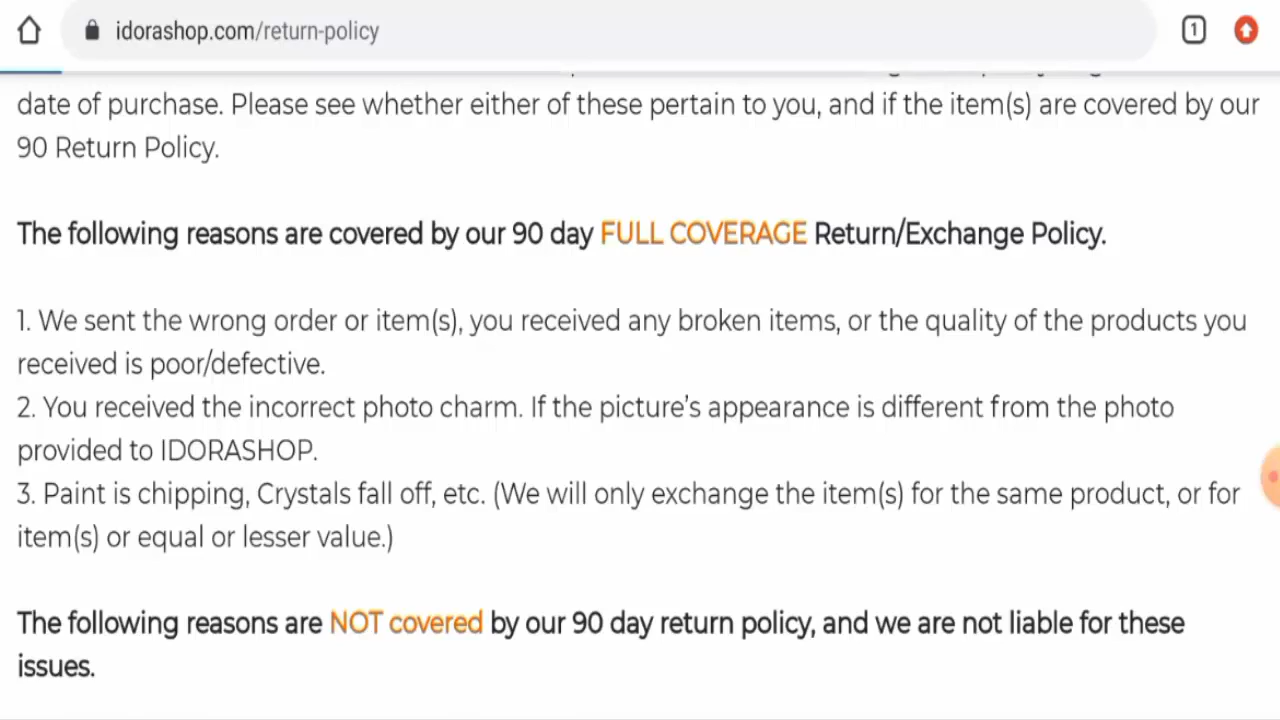 idorashop.com/return-policy
1
date of purchase. Please see whether either of these pertain to you, and if the item(s) are covered by our
90 Return Policy.
The following reasons are covered by our 90 day FULL COVERAGE Return/Exchange Policy.
1. We sent the wrong order or item(s), you received any broken items, or the quality of the products you
received is poor/defective.
2. You received the incorrect photo charm. If the picture's appearance is different from the photo
provided to IDORASHOP.
3. Paint is chipping, Crystals fall off, etc. (We will only exchange the item(s) for the same product, or for
item(s) or equal or lesser value.)
The following reasons are NOT covered by our 90 day return policy, and we are not liable for these
issues.